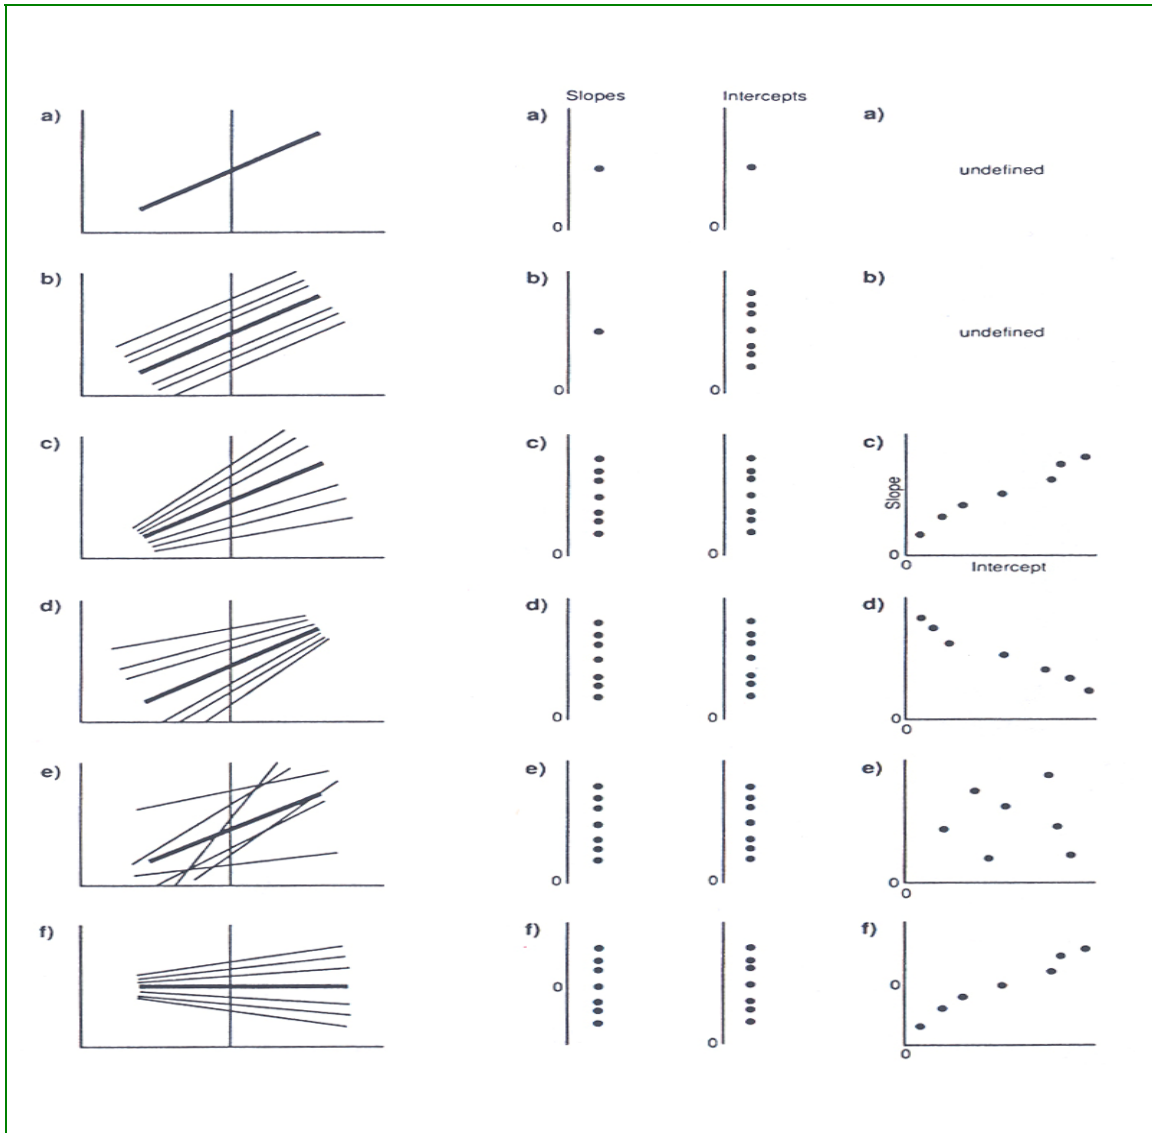 Slopes Intercepts
a) a) a)
undefined
0 0
b) b) b)
undefined
0 0
c) c) c)
Slope
0 0 0
0
Intercept
d) d) d)
0 0 0
0
e) e) e)
0 0 0
0
f) f) f)
0 0
0
0